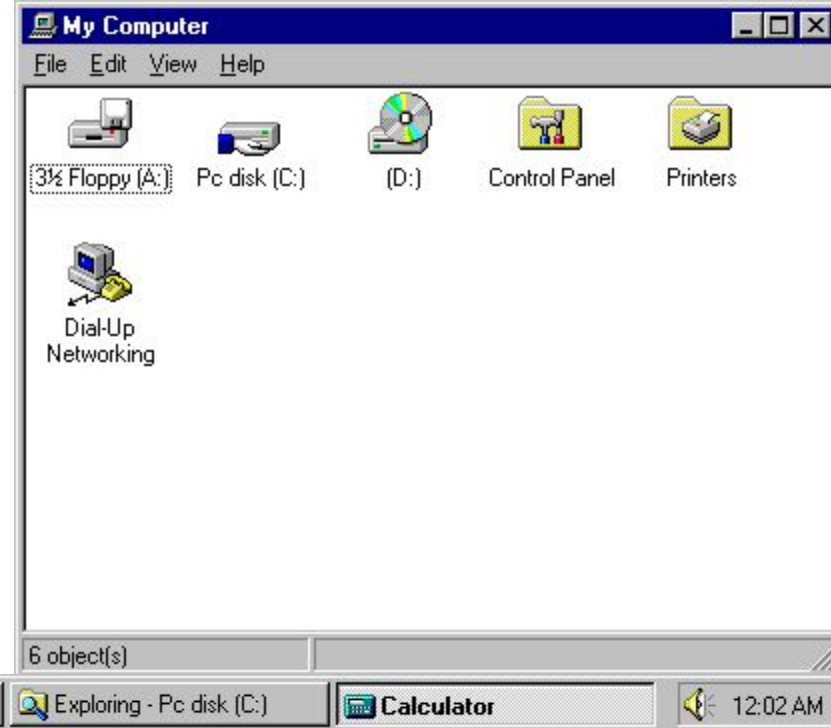 My Computer
File Edit View Help
3½ Floppy (A:) Pc disk (C:) (D:) Control Panel Printers
Dial-Up
Networking
6 object(s)
Exploring - Pc disk (C:) Calculator 12:02 AM